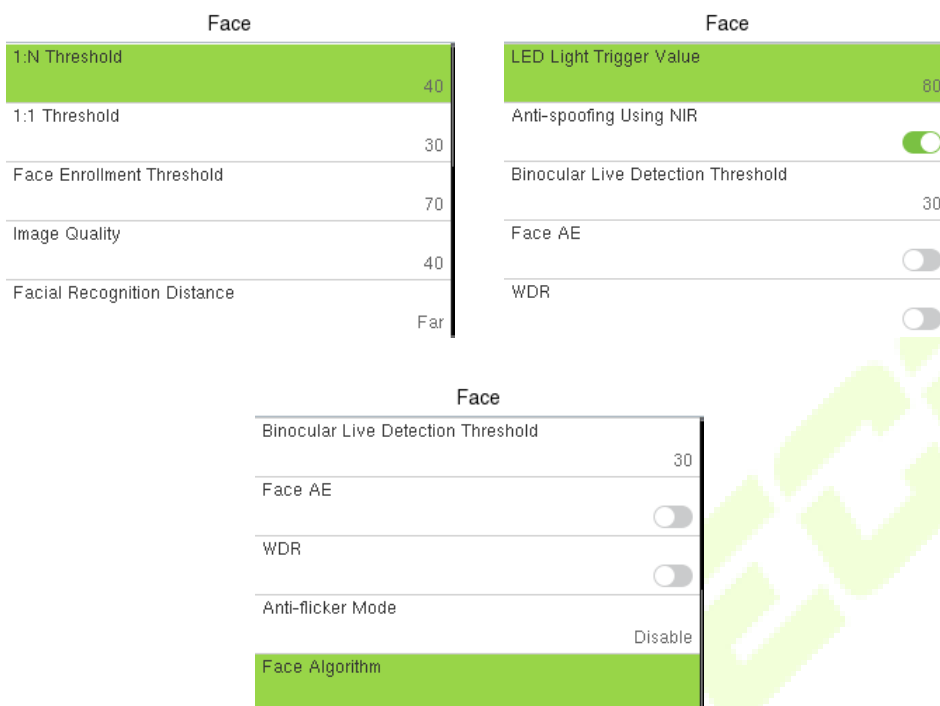 Face
1:N Threshold
40
1:1 Threshold
30
Face Enrollment Threshold
70
Image Quality
40
Facial Recognition Distance
Far
Face
LED Light Trigger Value
80
Anti-spoofing Using NIR
Binocular Live Detection Threshold
30
Face AE
WDR
Face
Binocular Live Detection Threshold
30
Face AE
WDR
Anti-flicker Mode
Disable
Face Algorithm